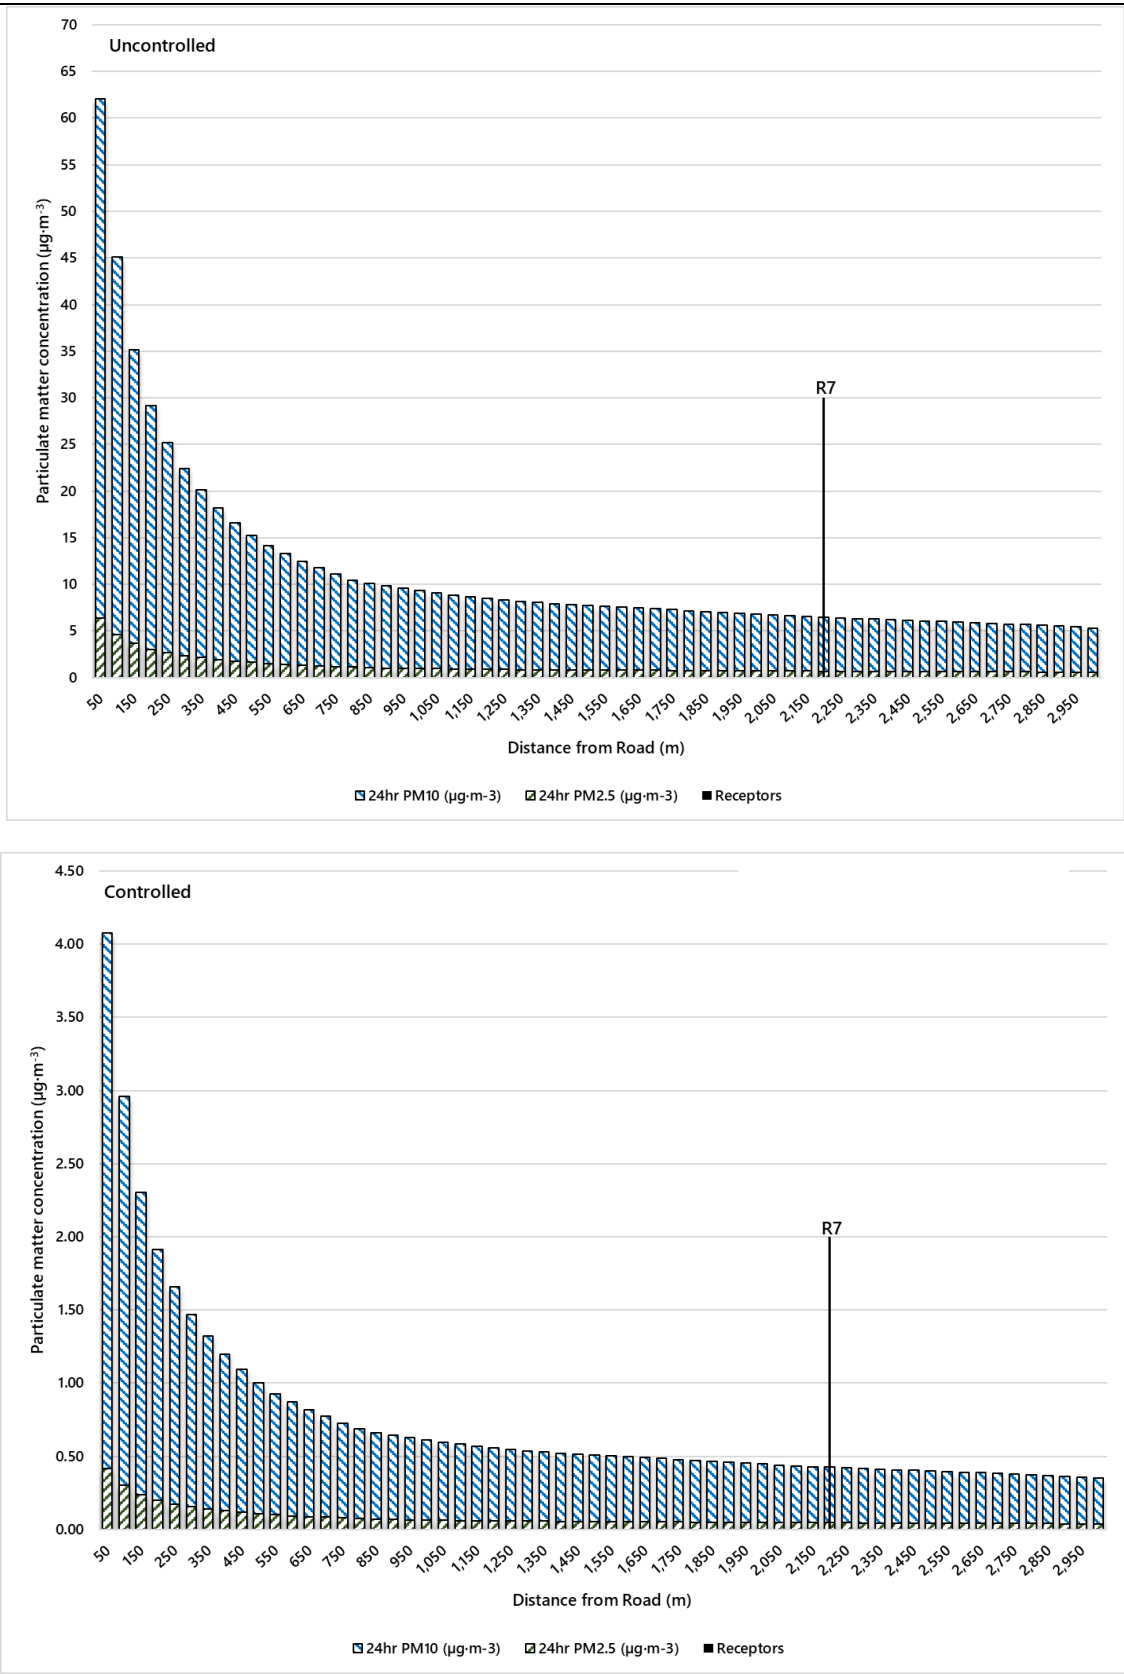 Uncontrolled
70
65
60
55
50
45
40
35
30
25
20
15
10
5
0
Particulate matter concentration (µg·m-3)
R7
50 150 250 350 450 550 650 750 850 950 1,050 1,150 1,250 1,350 1,450 1,550 1,650 1,750 1,850 1,950 2,050 2,150 2,250 2,350 2,450 2,550 2,650 2,750 2,850 2,950
Distance from Road (m)
24hr PM10 (µg·m-3) 24hr PM2.5 (µg·m-3) Receptors
Controlled
4.50
4.00
3.50
3.00
2.50
2.00
1.50
1.00
0.50
0.00
Particulate matter concentration (µg·m-3)
R7
50 150 250 350 450 550 650 750 850 950 1,050 1,150 1,250 1,350 1,450 1,550 1,650 1,750 1,850 1,950 2,050 2,150 2,250 2,350 2,450 2,550 2,650 2,750 2,850 2,950
Distance from Road (m)
24hr PM10 (µg·m-3) 24hr PM2.5 (µg·m-3) Receptors